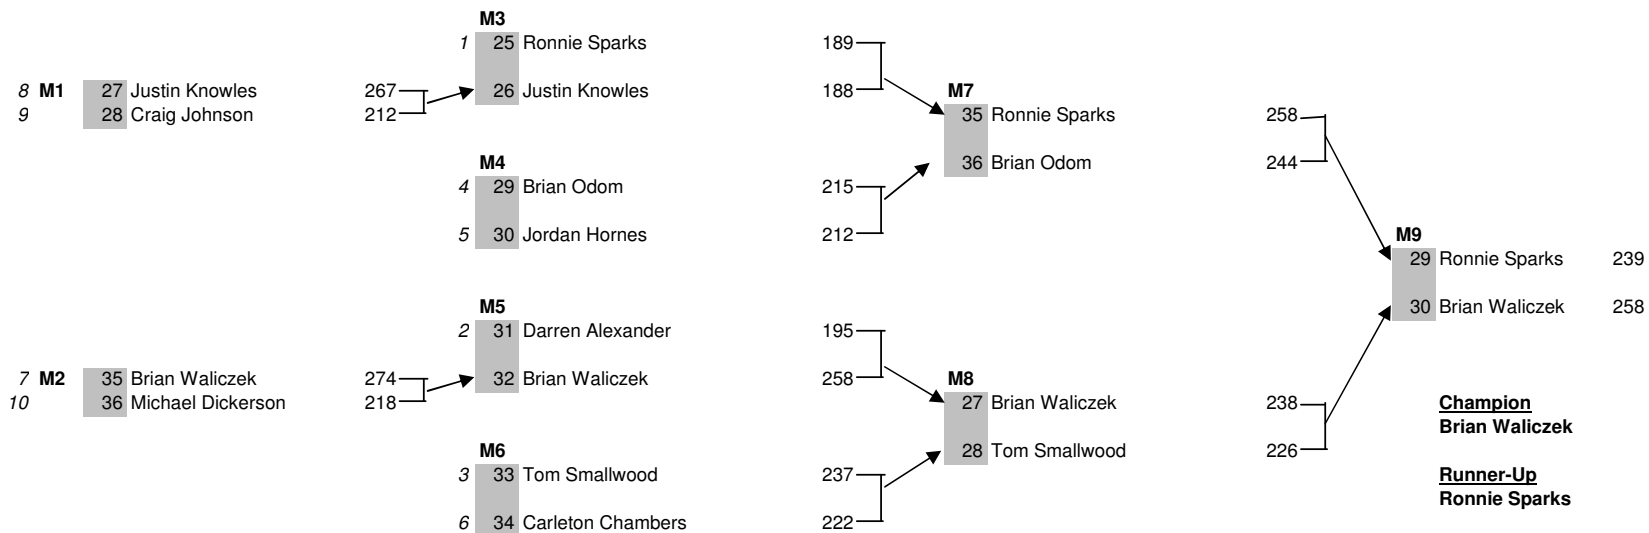 M3
1 25 Ronnie Sparks 189
8 M1 27 Justin Knowles 267 26 Justin Knowles 188 M7
9 28 Craig Johnson 212 35 Ronnie Sparks 258
M4 36 Brian Odom 244
4 29 Brian Odom 215
5 30 Jordan Hornes 212 M9
29 Ronnie Sparks 239
M5 30 Brian Waliczek 258
2 31 Darren Alexander 195
7 M2 35 Brian Waliczek 274 32 Brian Waliczek 258 M8
10 36 Michael Dickerson 218 27 Brian Waliczek 238 Champion
Brian Waliczek
M6 28 Tom Smallwood 226
3 33 Tom Smallwood 237 Runner-Up
Ronnie Sparks
6 34 Carleton Chambers 222